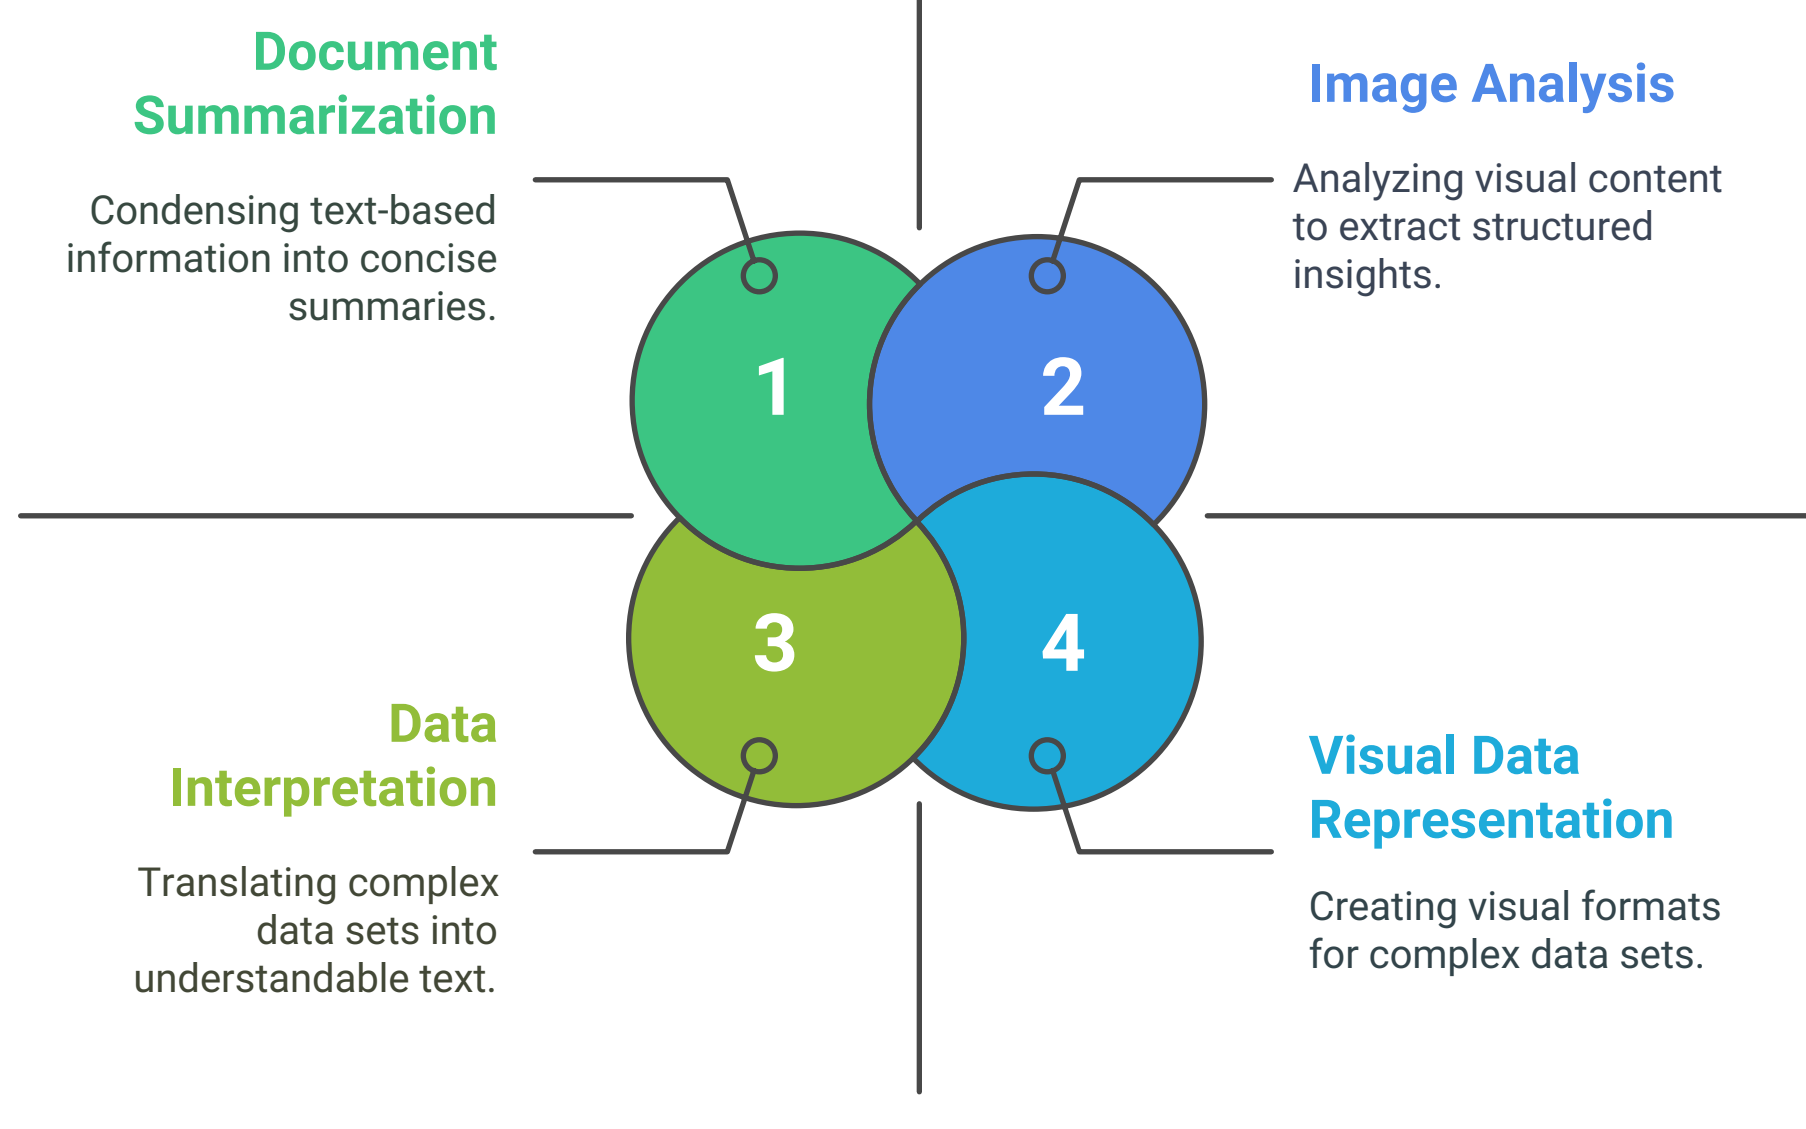 Document
Summarization
Condensing text-based
information into concise
summaries.
Image Analysis
Analyzing visual content
to extract structured
insights.
1
2
3
4
Data
Interpretation
Translating complex
data sets into
understandable text.
Visual Data
Representation
Creating visual formats
for complex data sets.